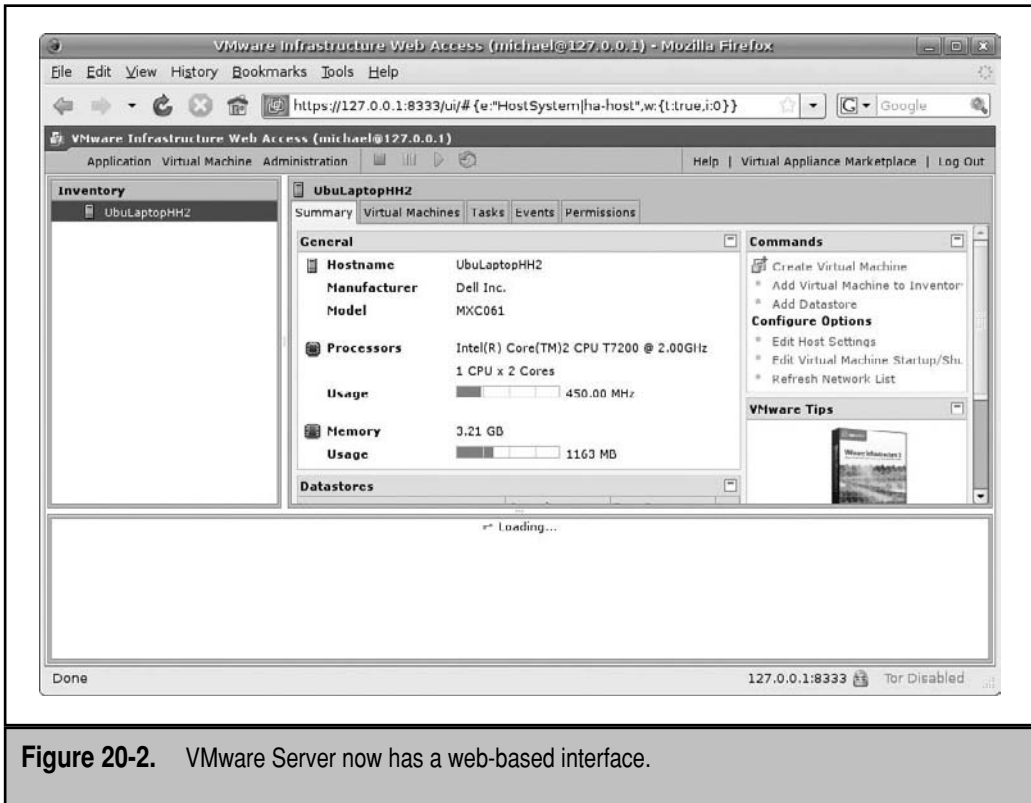 VMware Infrastructure Web Access (michael@127.0.0.1) - Mozilla Firefox
File Edit View History Bookmarks Tools Help
https://127.0.0.1:8333/ui/#{e:"HostSystem|ha-host",w:{t:true,i:0}}
G Google
VMware Infrastructure Web Access (michael@127.0.0.1)
Application Virtual Machine Administration Help | Virtual Appliance Marketplace | Log Out
Inventory
UbuLaptopHH2
UbuLaptopHH2
Summary Virtual Machines Tasks Events Permissions
General
Hostname UbuLaptopHH2
Manufacturer Dell Inc.
Model MXC061
Processors Intel(R) Core(TM)2 CPU T7200 @ 2.00GHz
1 CPU x 2 Cores
Usage 450.00 MHz
Memory 3.21 GB
Usage 1163 MB
Datastores
Commands
Create Virtual Machine
Add Virtual Machine to Inventor
Add Datastore
Configure Options
Edit Host Settings
Edit Virtual Machine Startup/Shu
Refresh Network List
VMware Tips
VMware Infrastructure 3
Loading...
Done 127.0.0.1:8333 Tor Disabled
Figure 20-2. VMware Server now has a web-based interface.